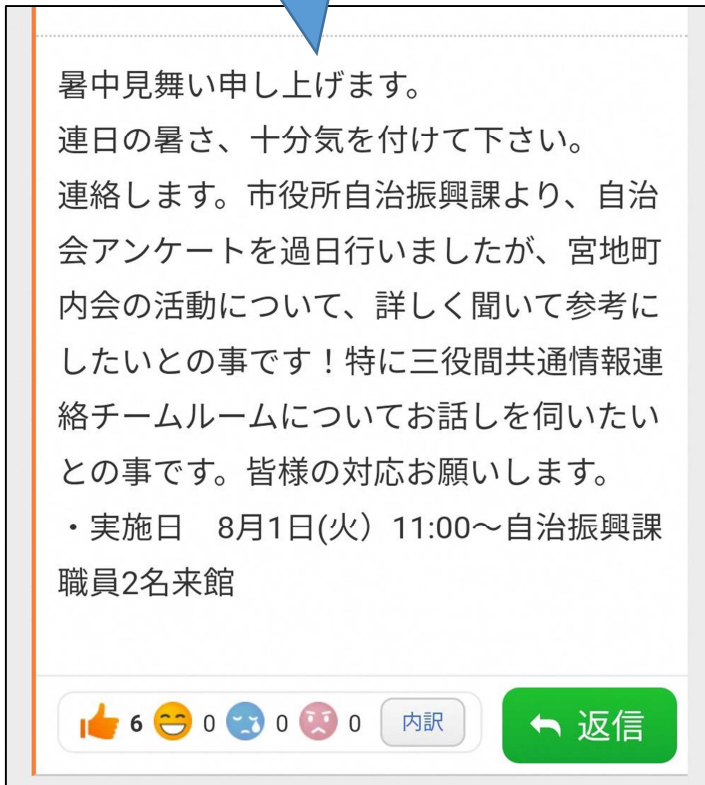 暑中見舞い申し上げます。
連日の暑さ、十分気を付けて下さい。
連絡します。市役所自治振興課より、自治
会アンケートを過日行いましたが、宮地町
内会の活動について、詳しく聞いて参考に
したいとの事です！特に三役間共通情報連
絡チームルームについてお話しを伺いたい
との事です。皆様の対応お願いします。
・実施日　8月1日(火）11:00～自治振興課
職員2名来館
6 0 0 0 内訳 返信